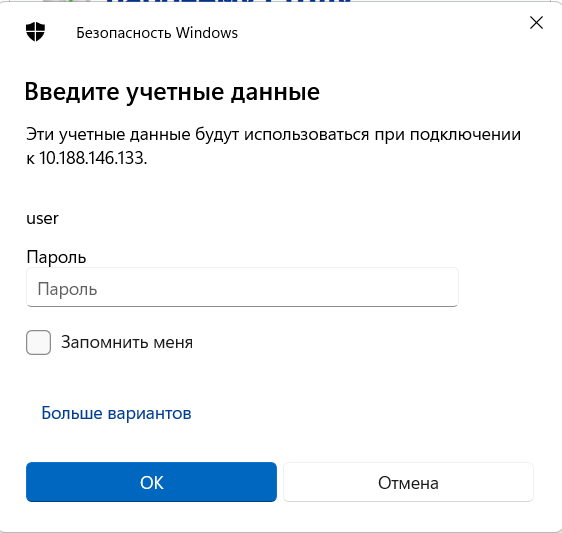 Безопасность Windows
Введите учетные данные
Эти учетные данные будут использоваться при подключении
к 10.188.146.133.
user
Пароль
Пароль
Запомнить меня
Больше вариантов
ОК
Отмена